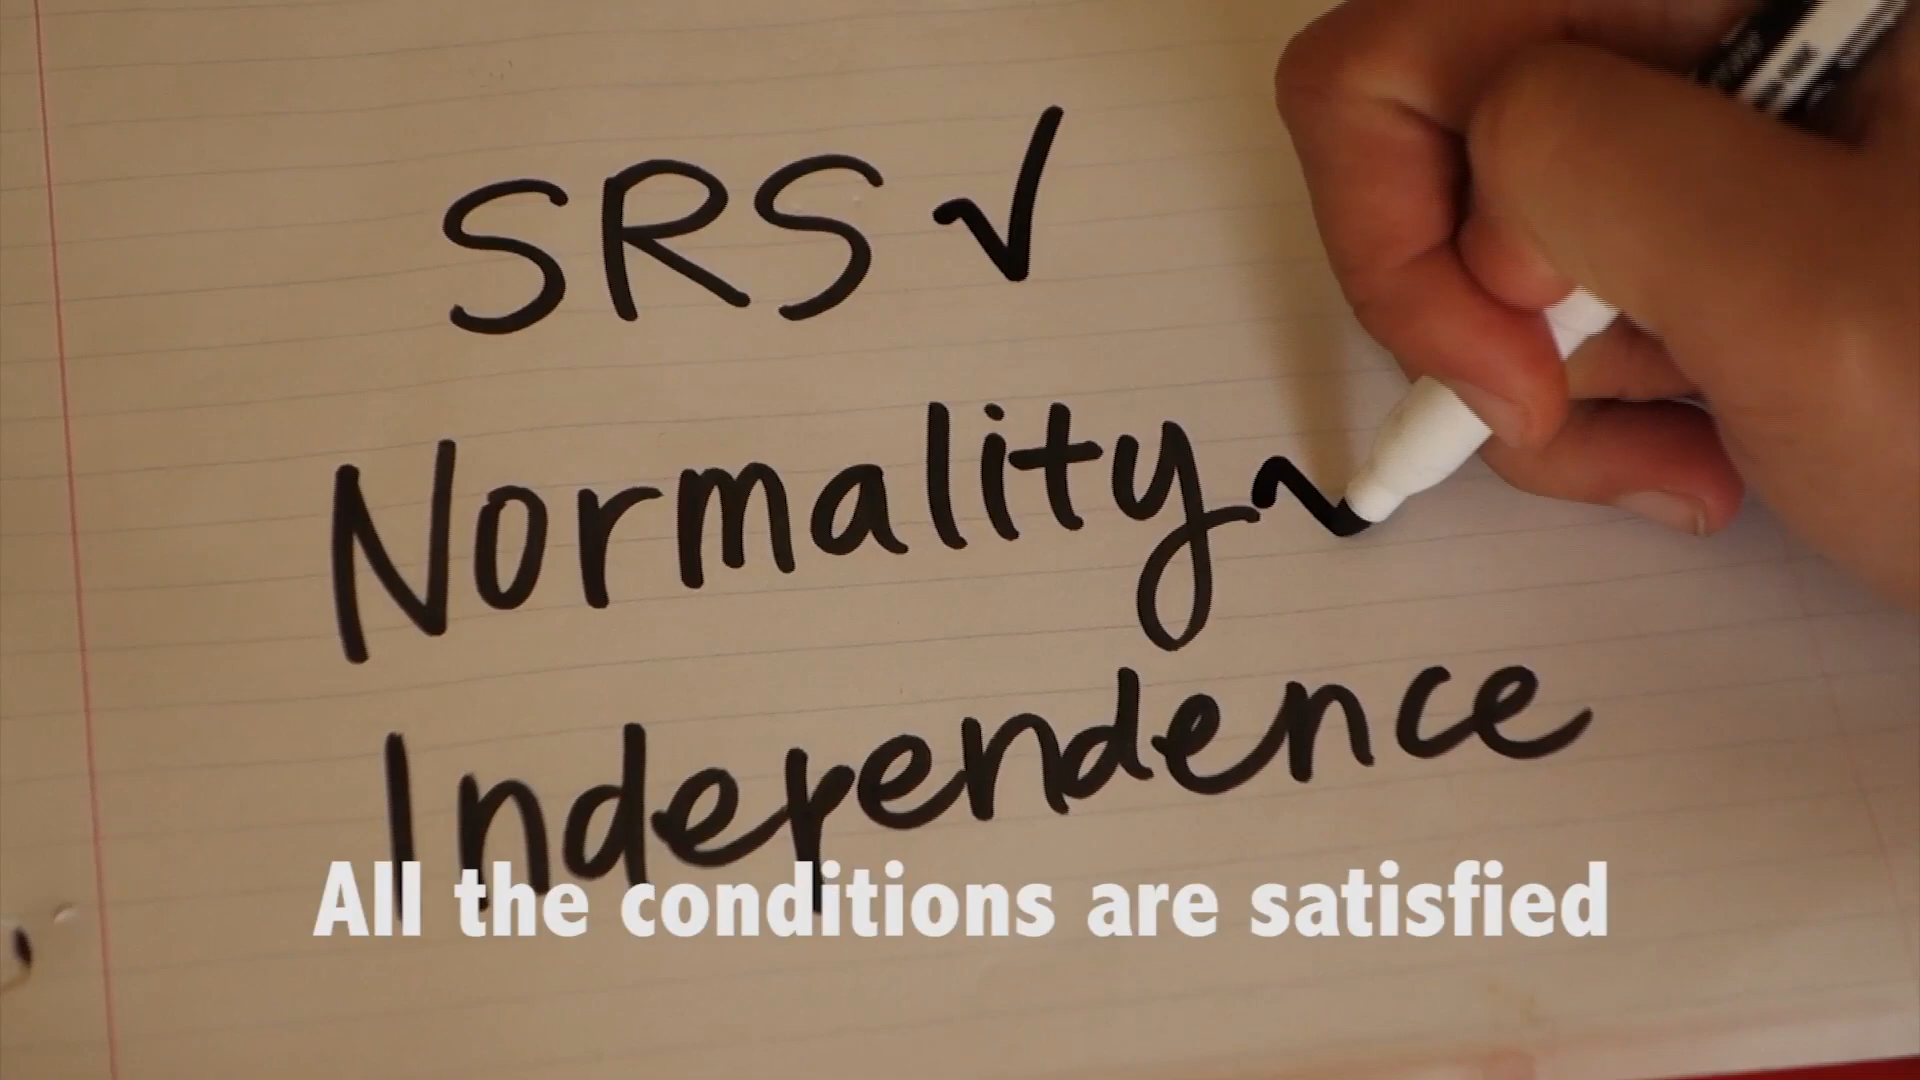 SRS ✓
Normality ✓
Independence
All the conditions are satisfied